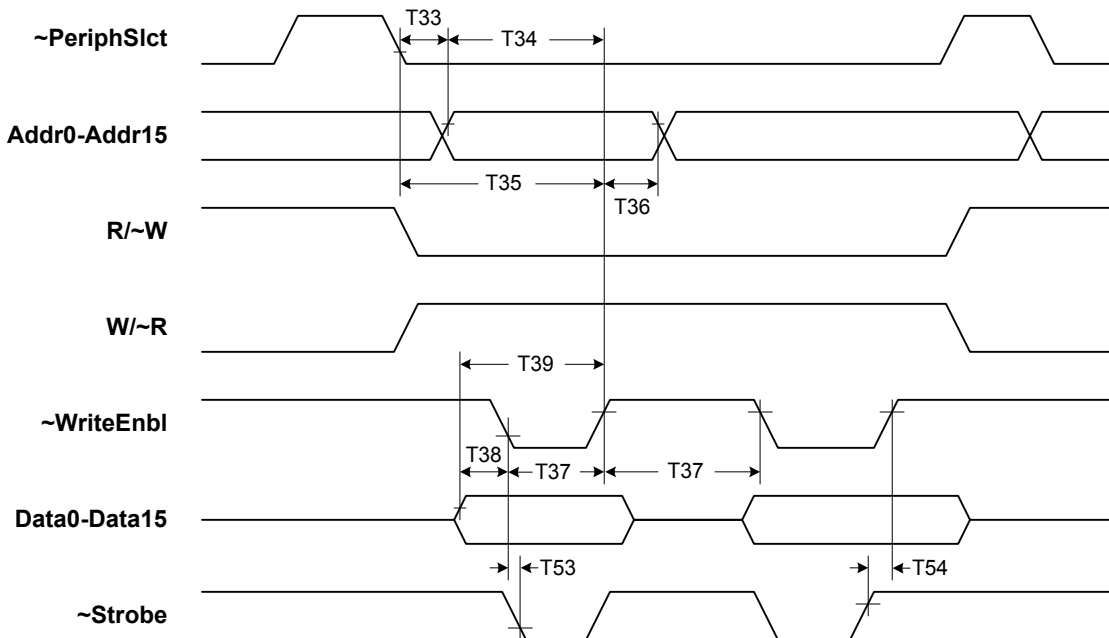 T33
~PeriphSlct
T34
Addr0-Addr15
T35
T36
R/~W
W/~R
T39
~WriteEnbl
T38
T37
T37
Data0-Data15
T53
T54
~Strobe